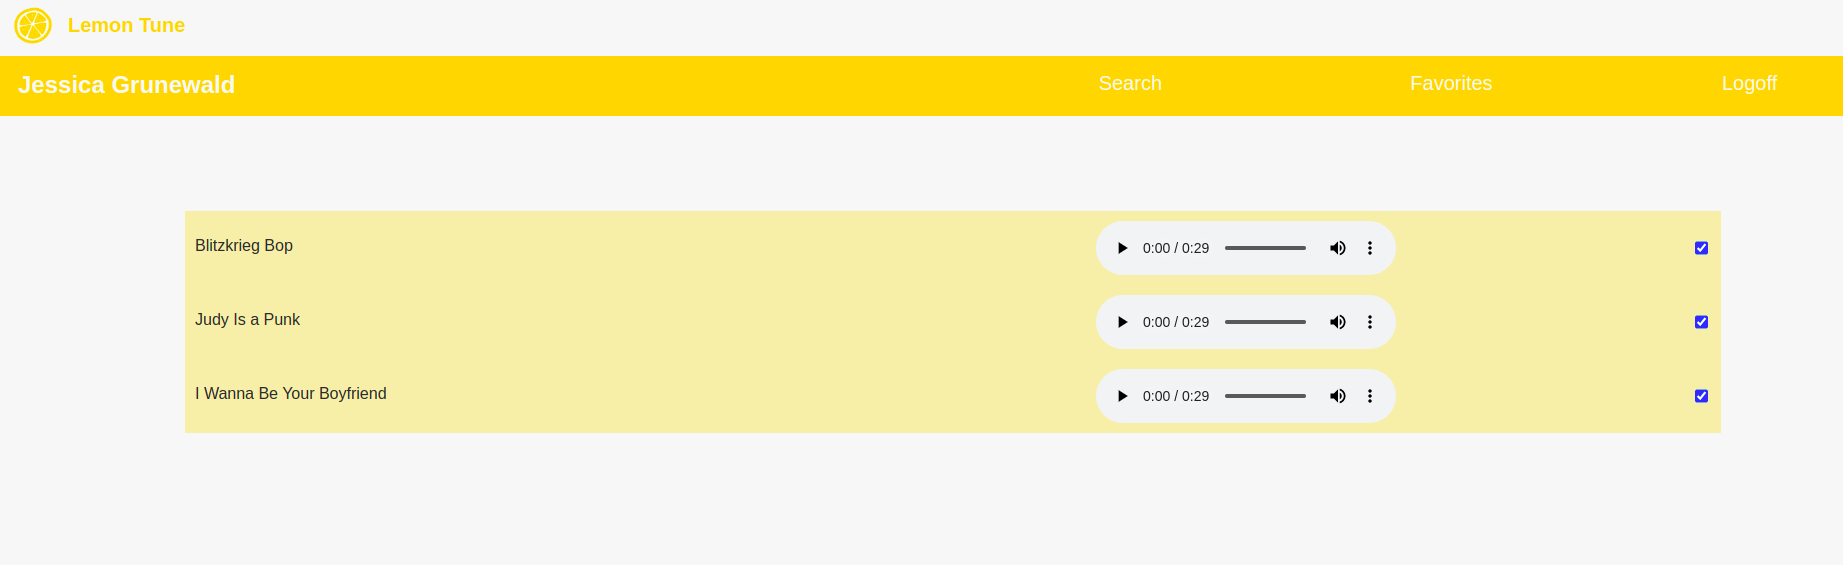 Lemon Tune
Jessica Grunewald Search Favorites Logoff
Blitzkrieg Bop 0:00 / 0:29
Judy Is a Punk 0:00 / 0:29
I Wanna Be Your Boyfriend 0:00 / 0:29